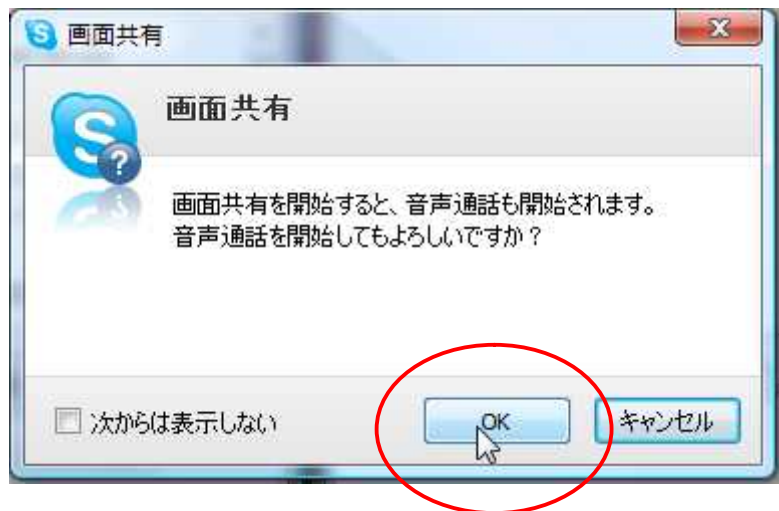 画面共有
画面共有
画面共有を開始すると、音声通話も開始されます。
音声通話を開始してもよろしいですか？
次からは表示しない
OK
キャンセル